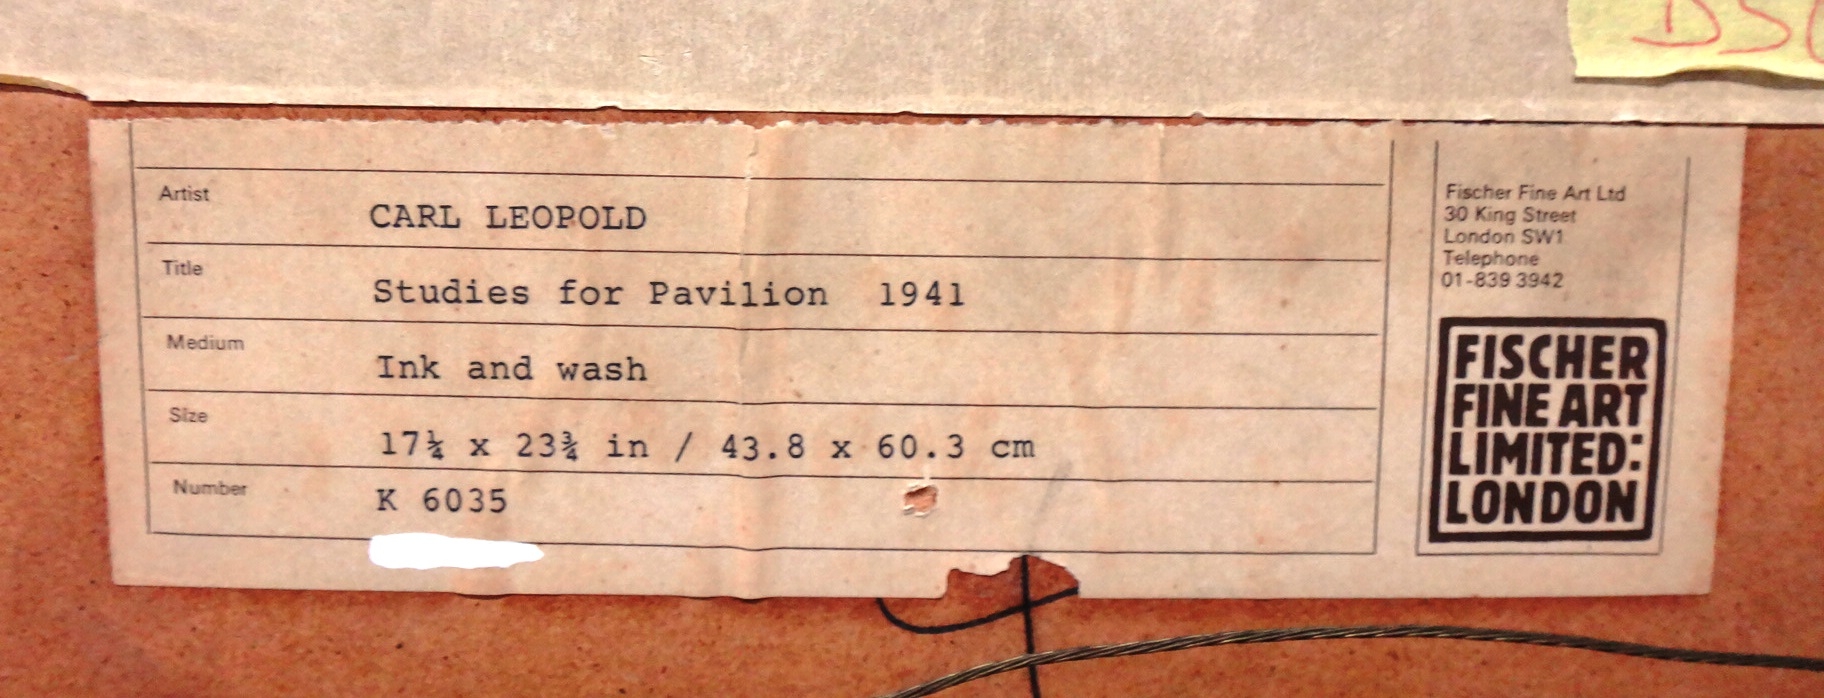 Artist
CARL LEOPOLD
Title
Studies for Pavilion 1941
Medium
Ink and wash
Size
17¼ x 23¾ in / 43.8 x 60.3 cm
Number
K 6035
Fischer Fine Art Ltd
30 King Street
London SW1
Telephone
01-839 3942
FISCHER
FINE ART
LIMITED:
LONDON